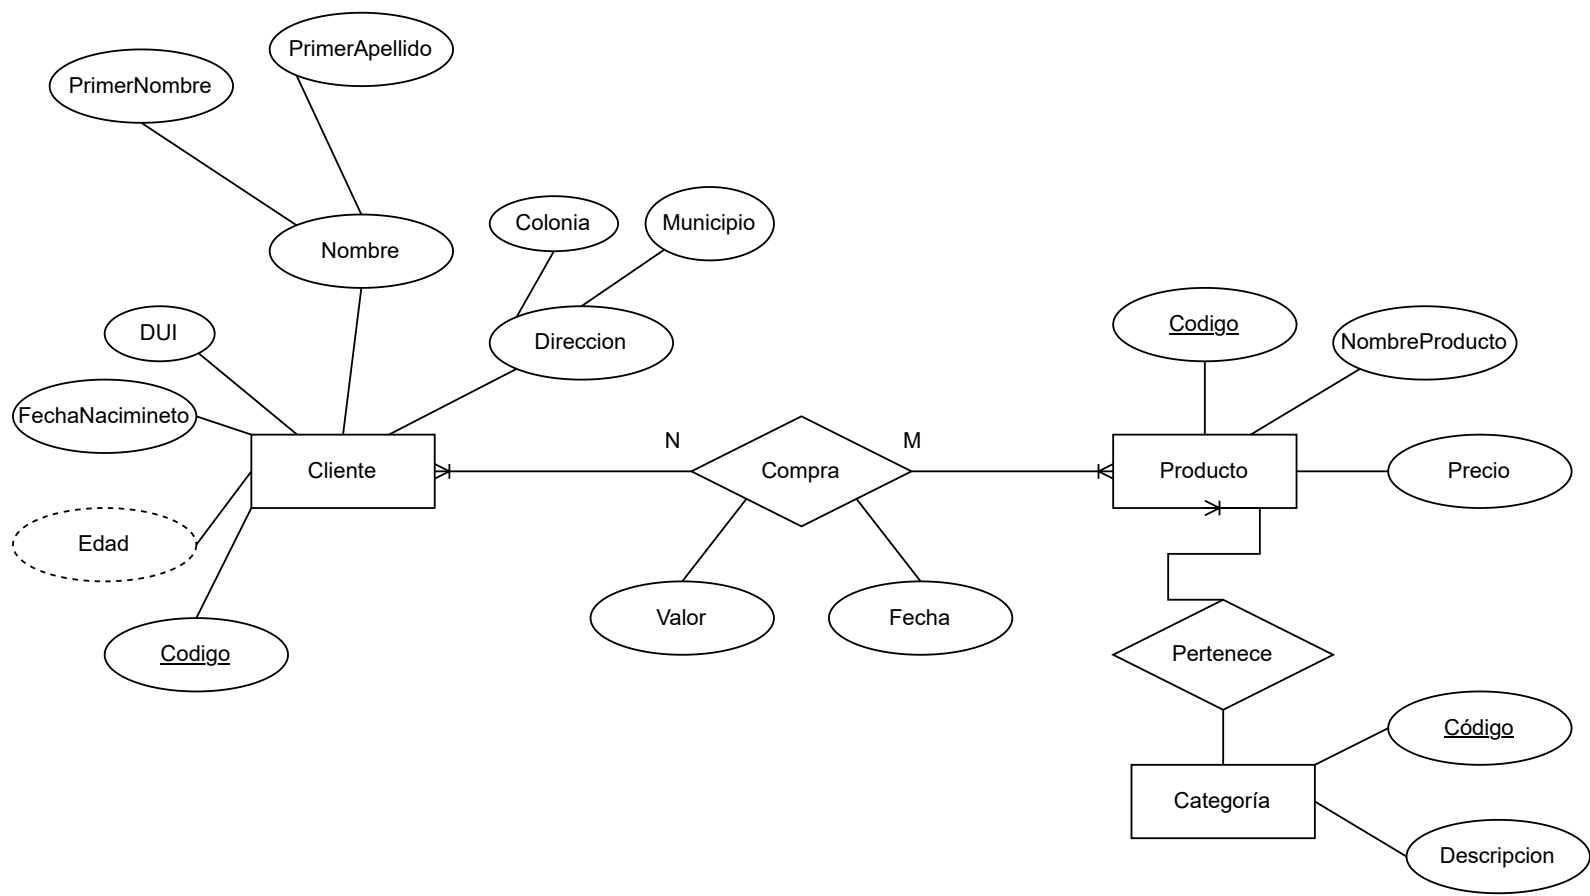 PrimerApellido
PrimerNombre
Nombre
Colonia
Municipio
DUI
Direccion
Codigo
NombreProducto
FechaNacimineto
N
M
Cliente
Compra
Producto
Precio
Edad
Valor
Fecha
Codigo
Pertenece
Código
Categoría
Descripcion